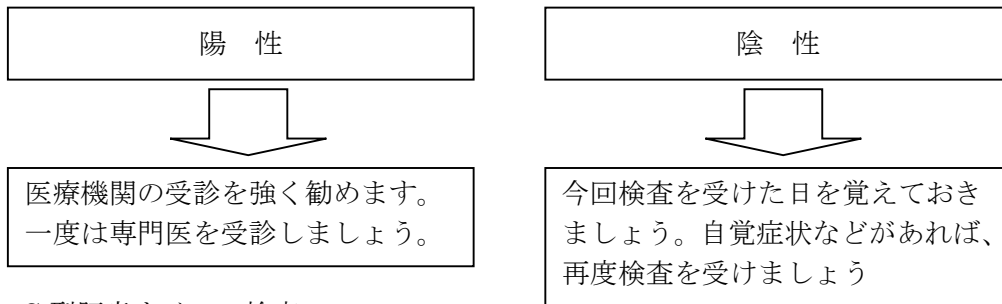 陽 性
陰 性
医療機関の受診を強く勧めます。
一度は専門医を受診しましょう。
今回検査を受けた日を覚えておき
ましょう。自覚症状などがあれば、
再度検査を受けましょう